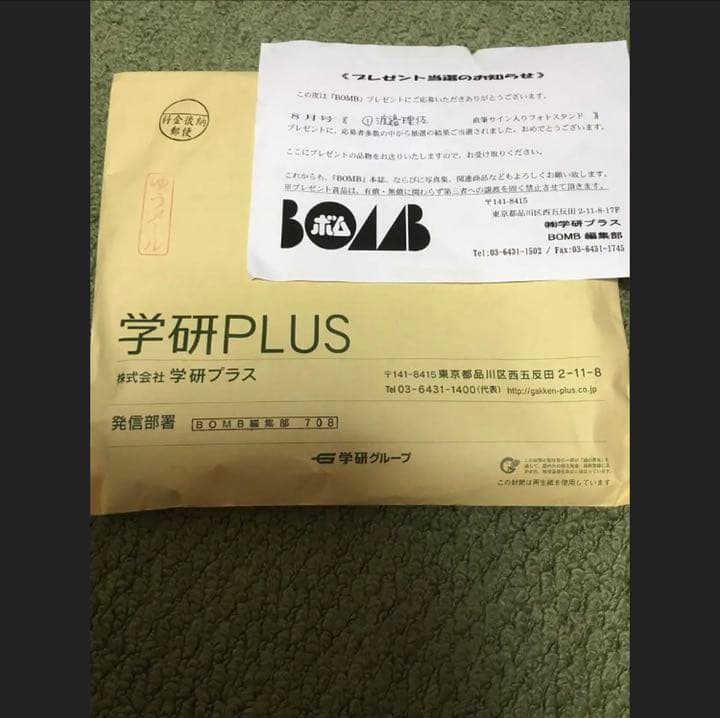 《プレゼント当選のお知らせ》
この度は『BOMB』プレゼントにご応募いただきありがとうございます。
8月号〖 ①渡邉理佐 直筆サイン入りフォトスタンド 〗
プレゼントに、応募者多数の中から抽選の結果ご当選されました。おめでとうございます。
ここにプレゼントの品物をお送りいたしますので、お受け取りください。
これからも、『BOMB』本誌、ならびに写真集、関連商品などもよろしくお願い致します。
※プレゼント賞品は、有償・無償に関わらず第三者への譲渡を固く禁止させて頂きます。
〒141-8415
東京都品川区西五反田 2-11-8-17F
㈱学研プラス
BOMB 編集部
Tel:03-6431-1502 / Fax:03-6431-1745
BOMB
ボム
料金後納
郵便
ゆうメール
学研PLUS
株式会社 学研プラス
〒141-8415 東京都品川区西五反田 2-11-8
Tel 03-6431-1400(代表) http://gakken-plus.co.jp
発信部署 BOMB編集部 708
学研グループ
この封筒は再生紙を使用しています